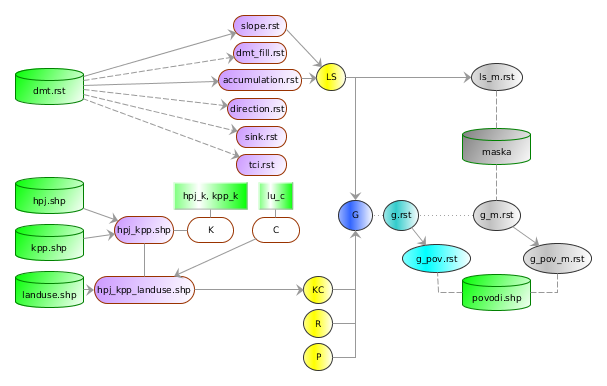 slope.rst
dmt_fill.rst
dmt.rst
accumulation.rst
LS
ls_m.rst
direction.rst
sink.rst
maska
tci.rst
hpj.shp
hpj_k, kpp_k
lu_c
kpp.shp
hpj_kpp.shp
K
C
G
g.rst
g_m.rst
g_pov.rst
g_pov_m.rst
landuse.shp
hpj_kpp_landuse.shp
KC
povodi.shp
R
P